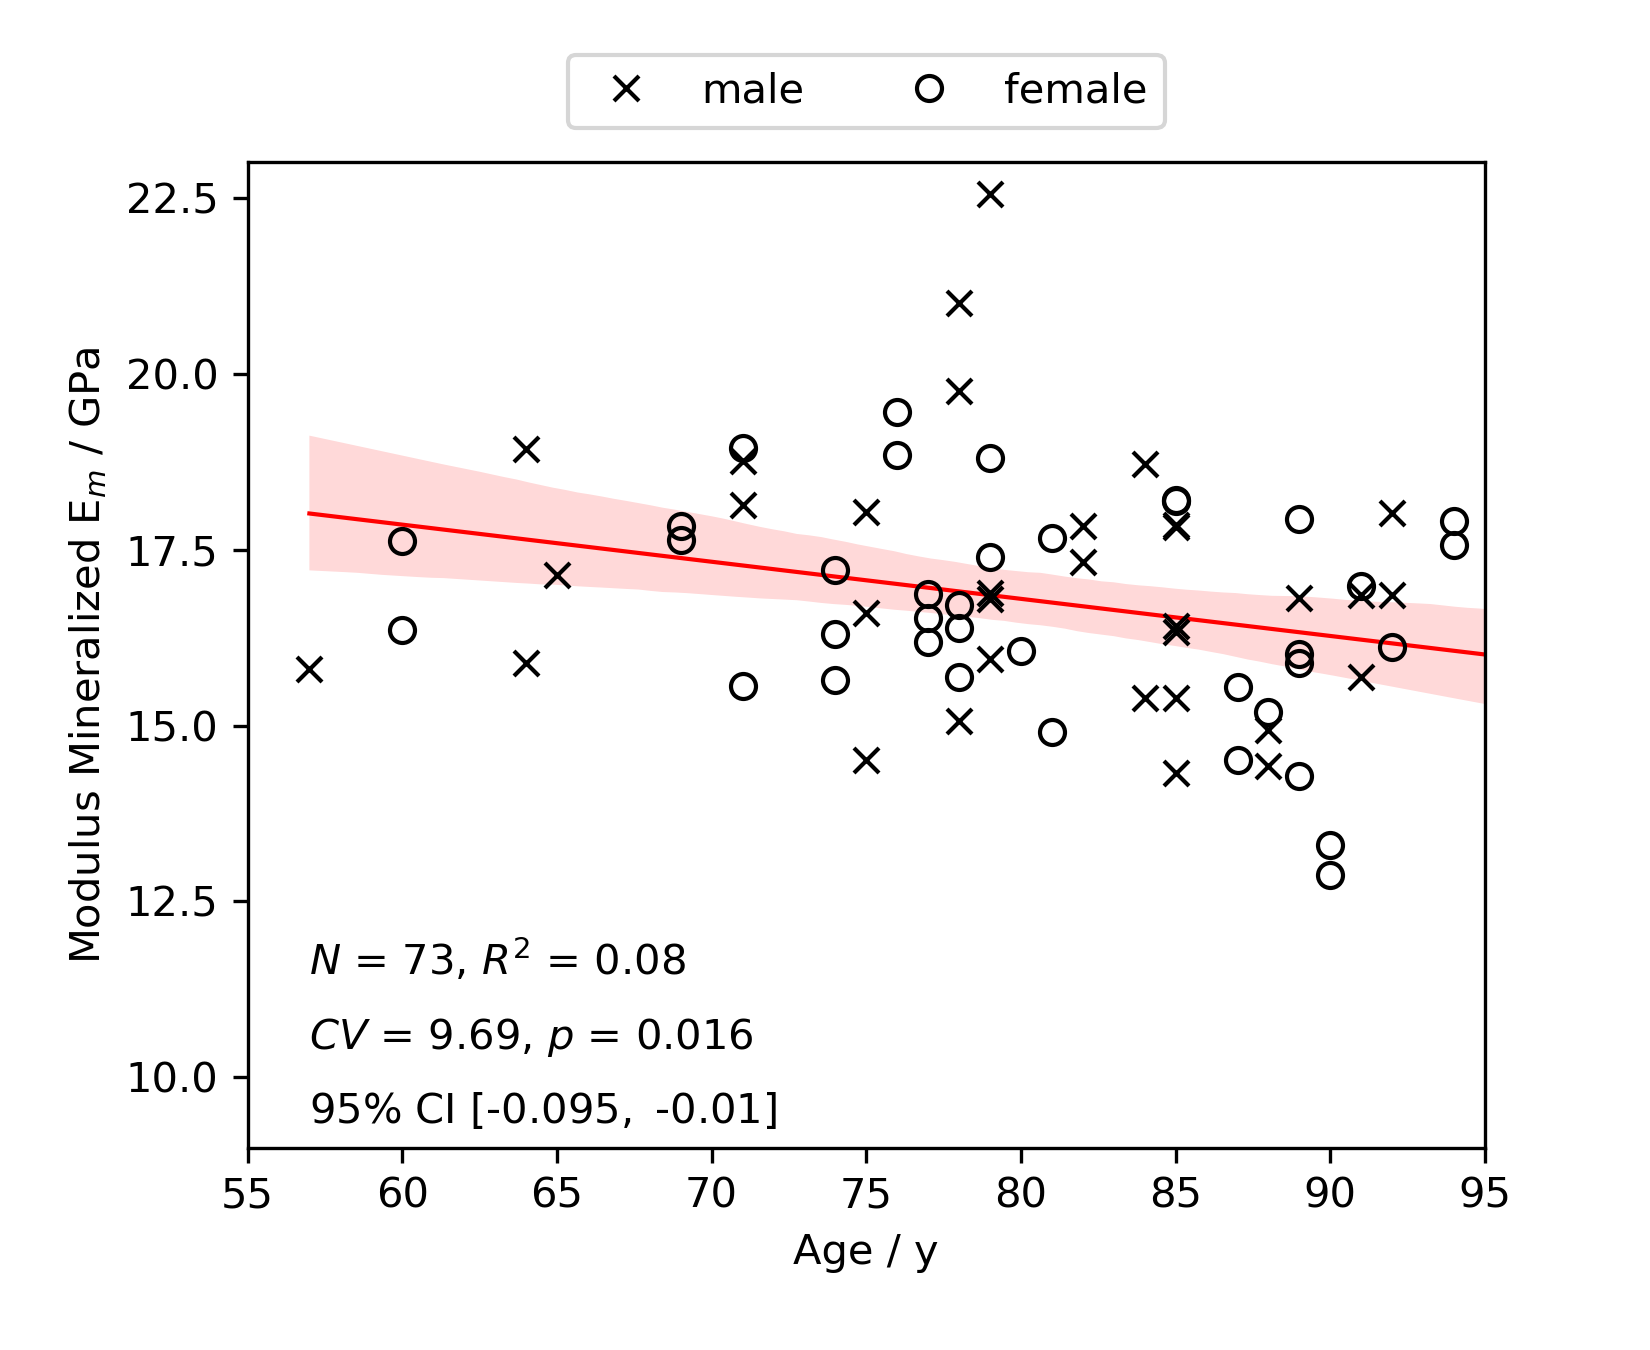 male female
22.5
20.0
17.5
15.0
12.5
10.0
Modulus Mineralized Eₘ / GPa
N = 73, R² = 0.08
CV = 9.69, p = 0.016
95% CI [-0.095, -0.01]
55 60 65 70 75 80 85 90 95
Age / y